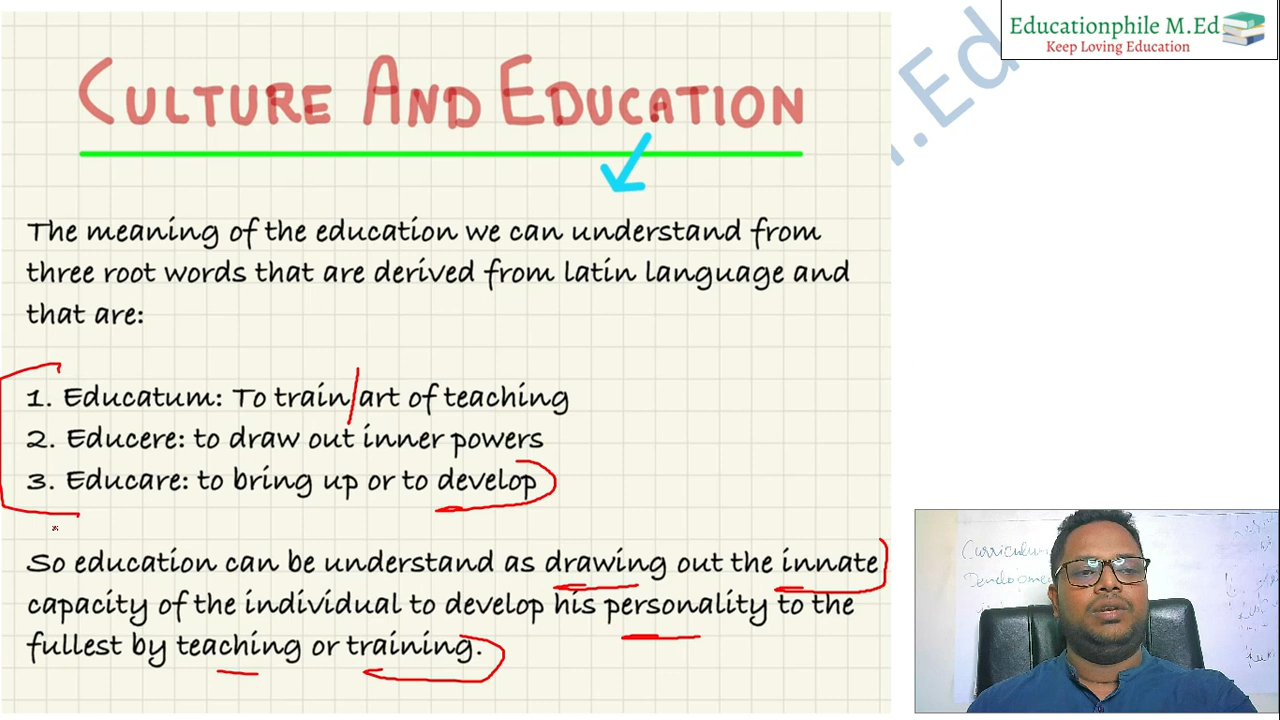 Educationphile M.Ed
Keep Loving Education
.Ed
CULTURE AND EDUCATION
The meaning of the education we can understand from
three root words that are derived from latin language and
that are:
1. Educatum: To train/art of teaching
2. Educere: to draw out inner powers
3. Educare: to bring up or to develop
So education can be understand as drawing out the innate
capacity of the individual to develop his personality to the
fullest by teaching or training.
Curriculum